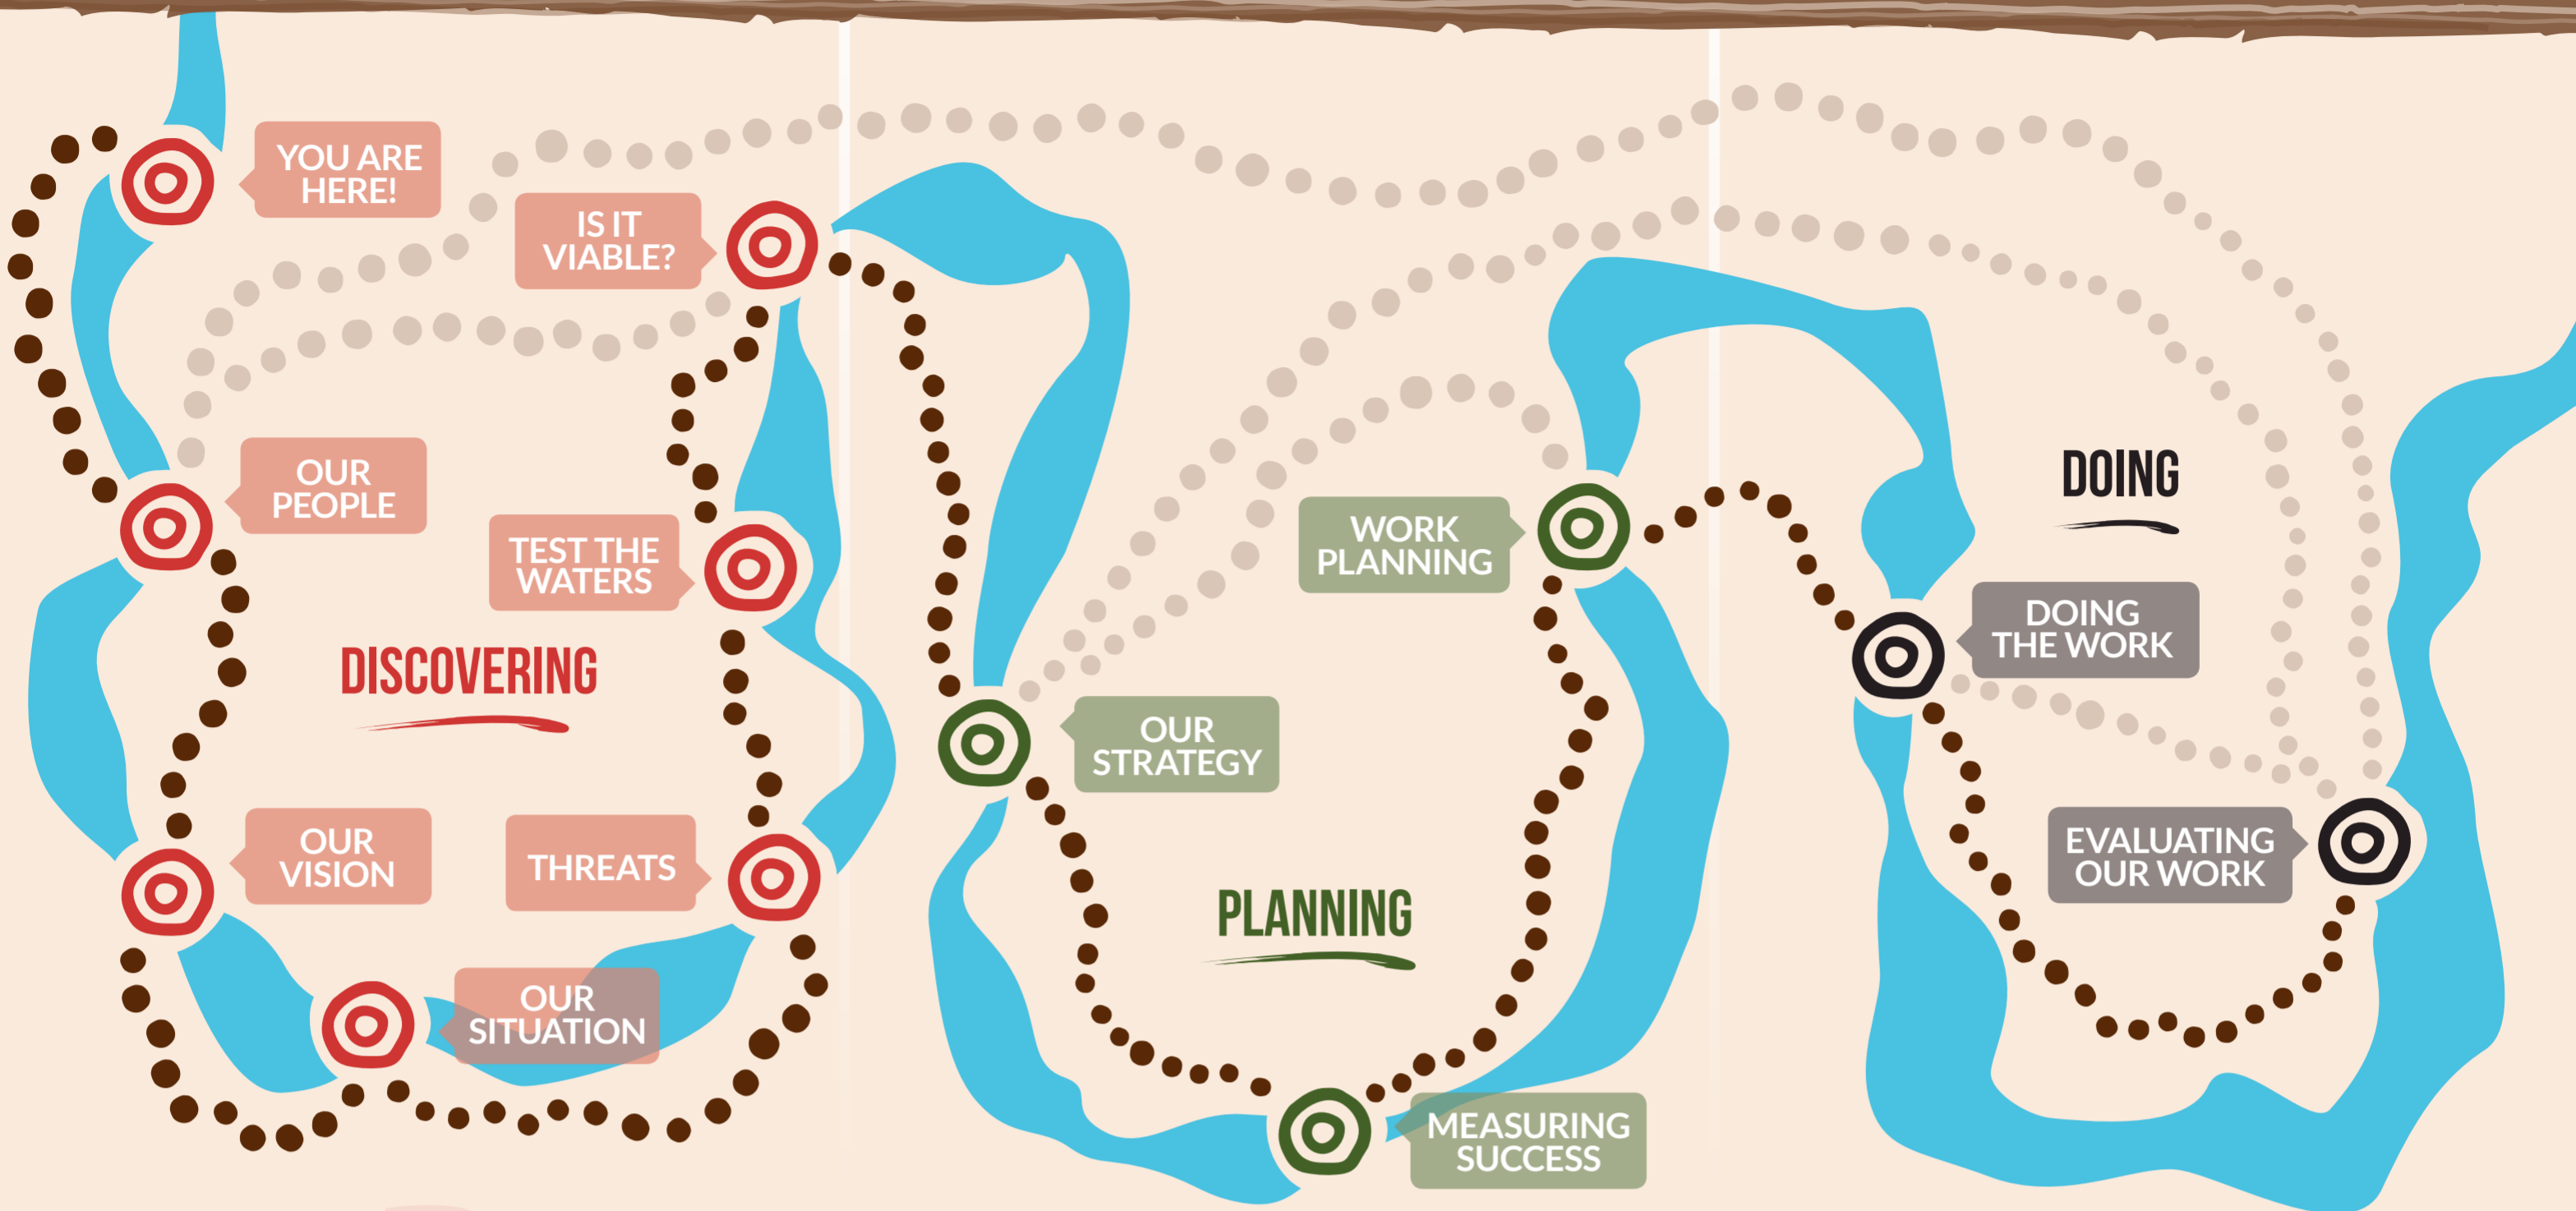 YOU ARE
HERE!
OUR
PEOPLE
DISCOVERING
OUR
VISION
OUR
SITUATION
THREATS
TEST THE
WATERS
IS IT
VIABLE?
OUR
STRATEGY
PLANNING
MEASURING
SUCCESS
WORK
PLANNING
DOING
DOING
THE WORK
EVALUATING
OUR WORK